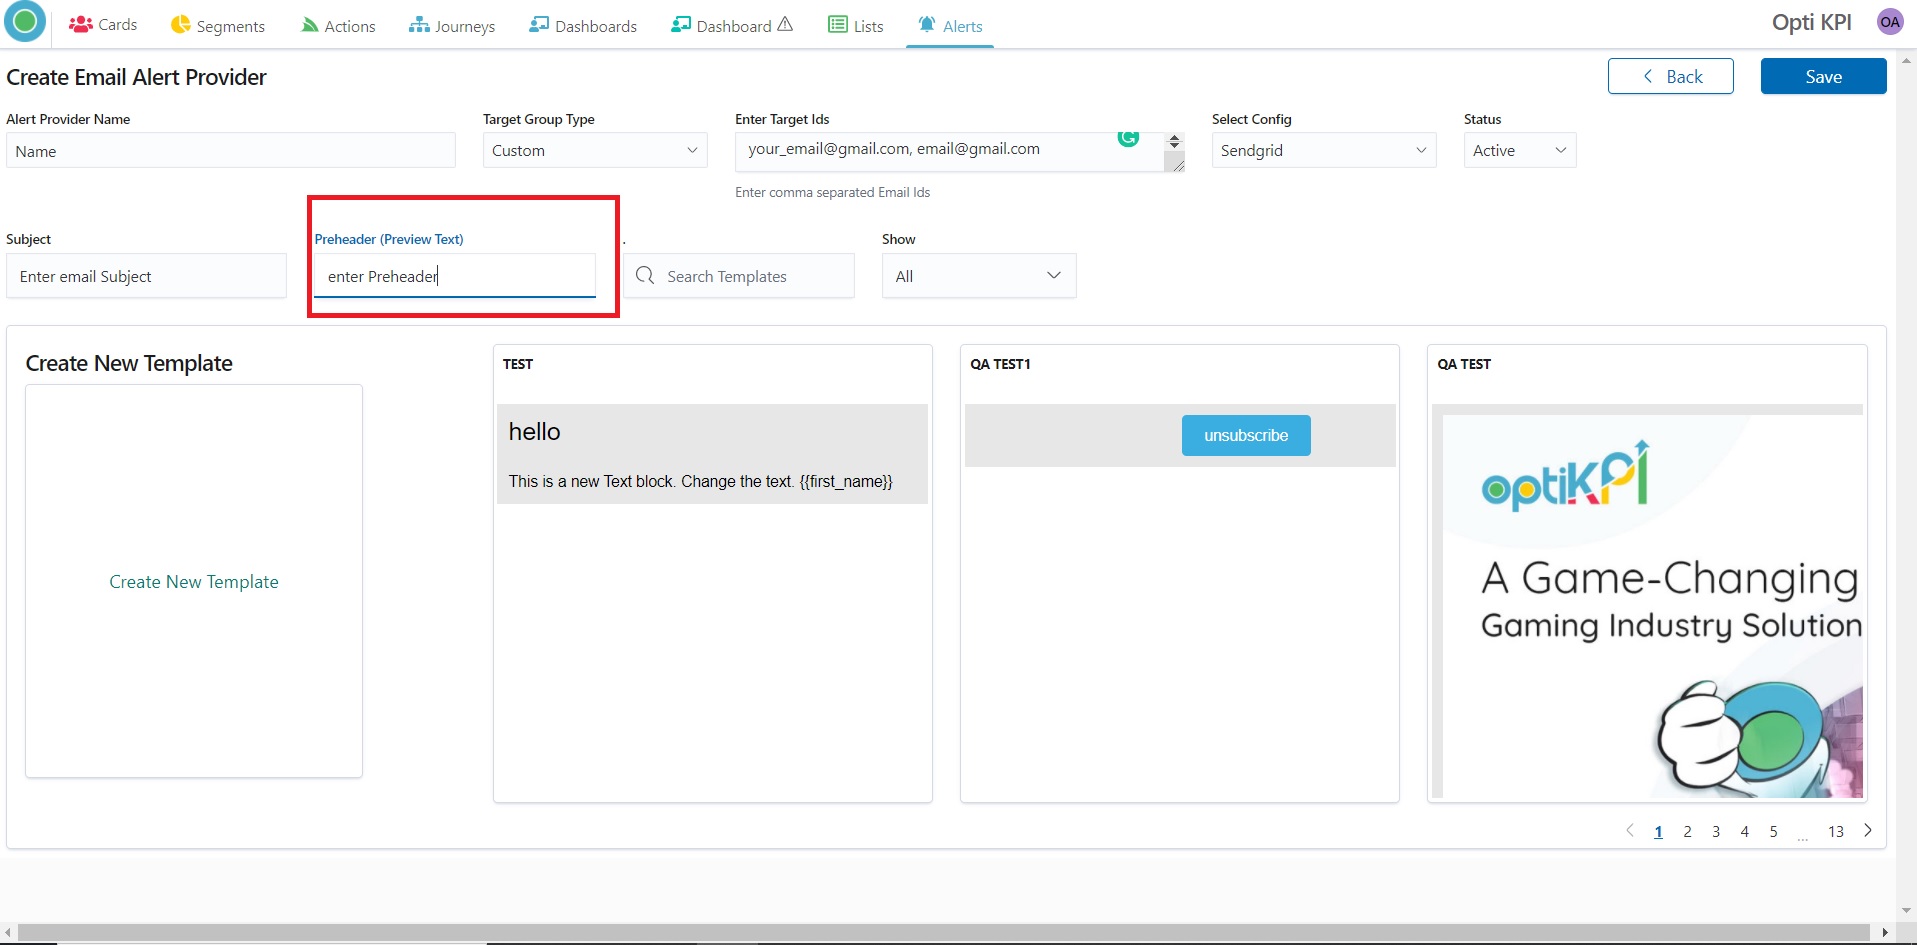 Cards Segments Actions Journeys Dashboards Dashboard Lists Alerts Opti KPI OA
Create Email Alert Provider
Back
Save
Alert Provider Name Target Group Type Enter Target Ids Select Config Status
Name Custom your_email@gmail.com, email@gmail.com Sendgrid Active
G
Enter comma separated Email Ids
Subject Preheader (Preview Text) . Show
Enter email Subject enter Preheader Search Templates All
Create New Template
Create New Template
TEST
hello
This is a new Text block. Change the text. {{first_name}}
QA TEST1
unsubscribe
QA TEST
optiKPI
A Game-Changing
Gaming Industry Solution
1 2 3 4 5 ... 13